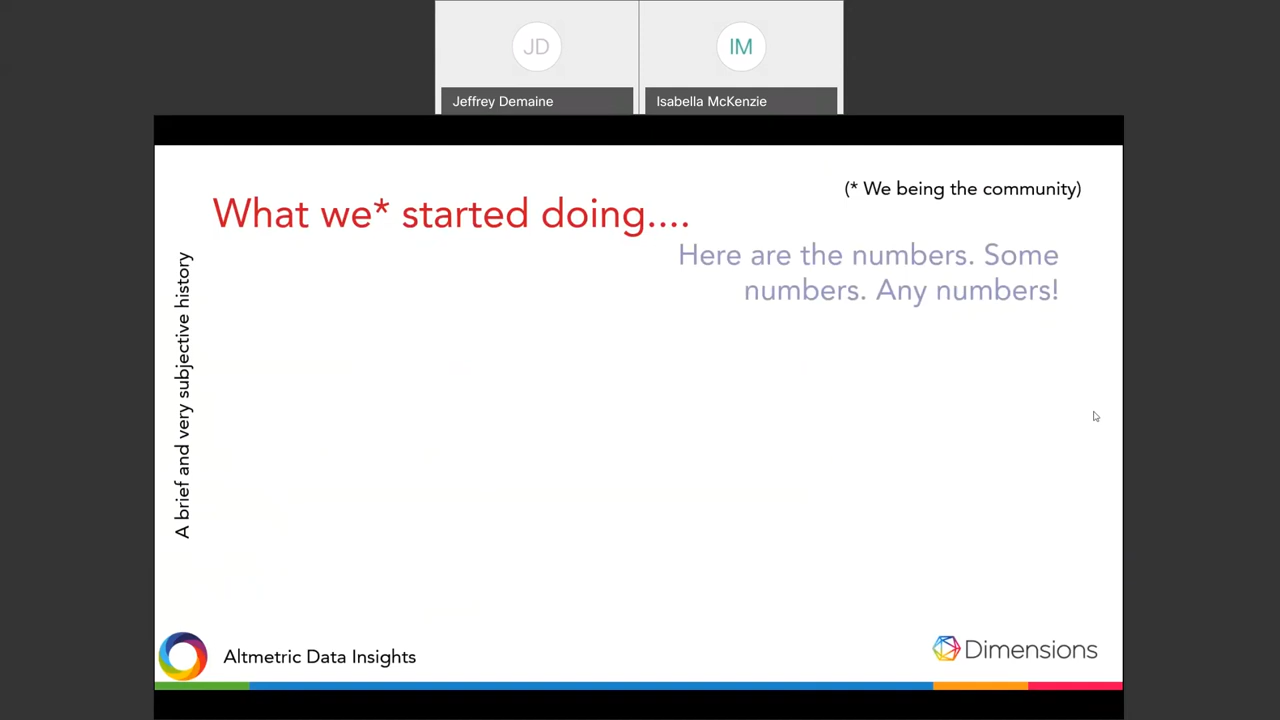 JD
IM
Jeffrey Demaine
Isabella McKenzie
(* We being the community)
What we* started doing....
Here are the numbers. Some
numbers. Any numbers!
A brief and very subjective history
Altmetric Data Insights
Dimensions